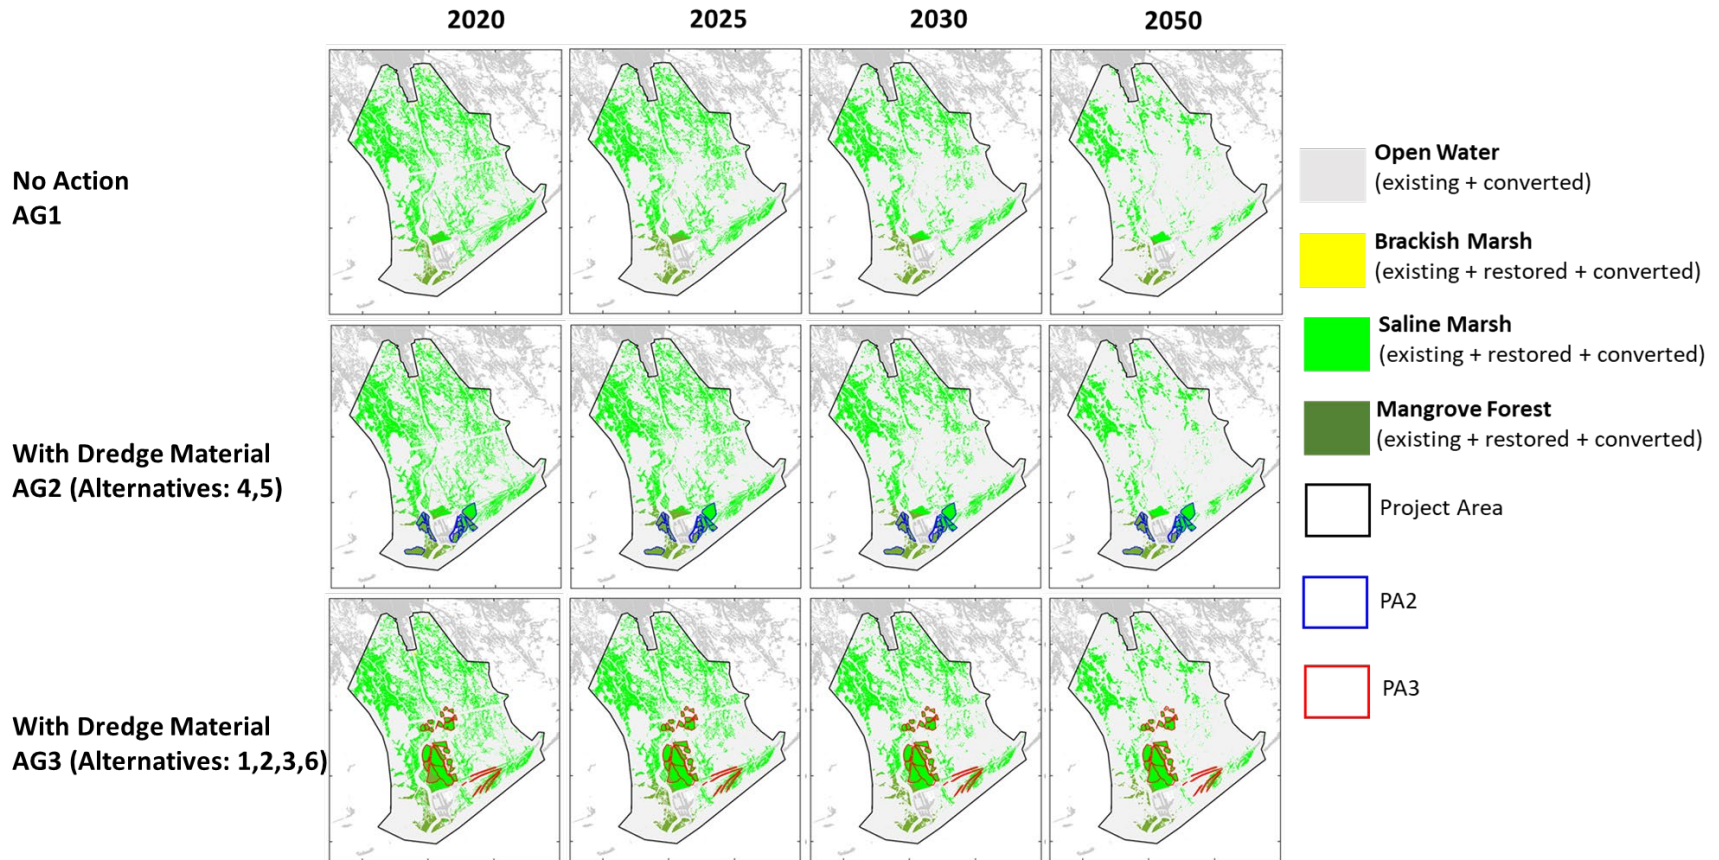 2020 2025 2030 2050
No Action
AG1
With Dredge Material
AG2 (Alternatives: 4,5)
With Dredge Material
AG3 (Alternatives: 1,2,3,6)
Open Water
(existing + converted)
Brackish Marsh
(existing + restored + converted)
Saline Marsh
(existing + restored + converted)
Mangrove Forest
(existing + restored + converted)
Project Area
PA2
PA3